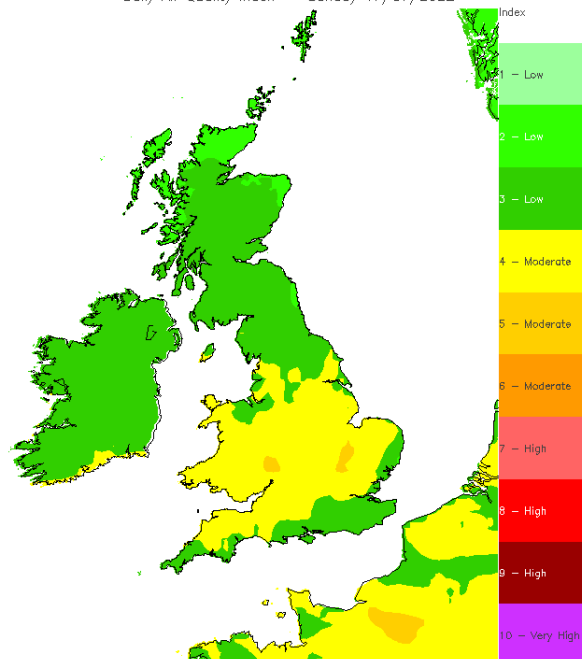 Index
1 - Low
2 - Low
3 - Low
4 - Moderate
5 - Moderate
6 - Moderate
7 - High
8 - High
9 - High
10 - Very High